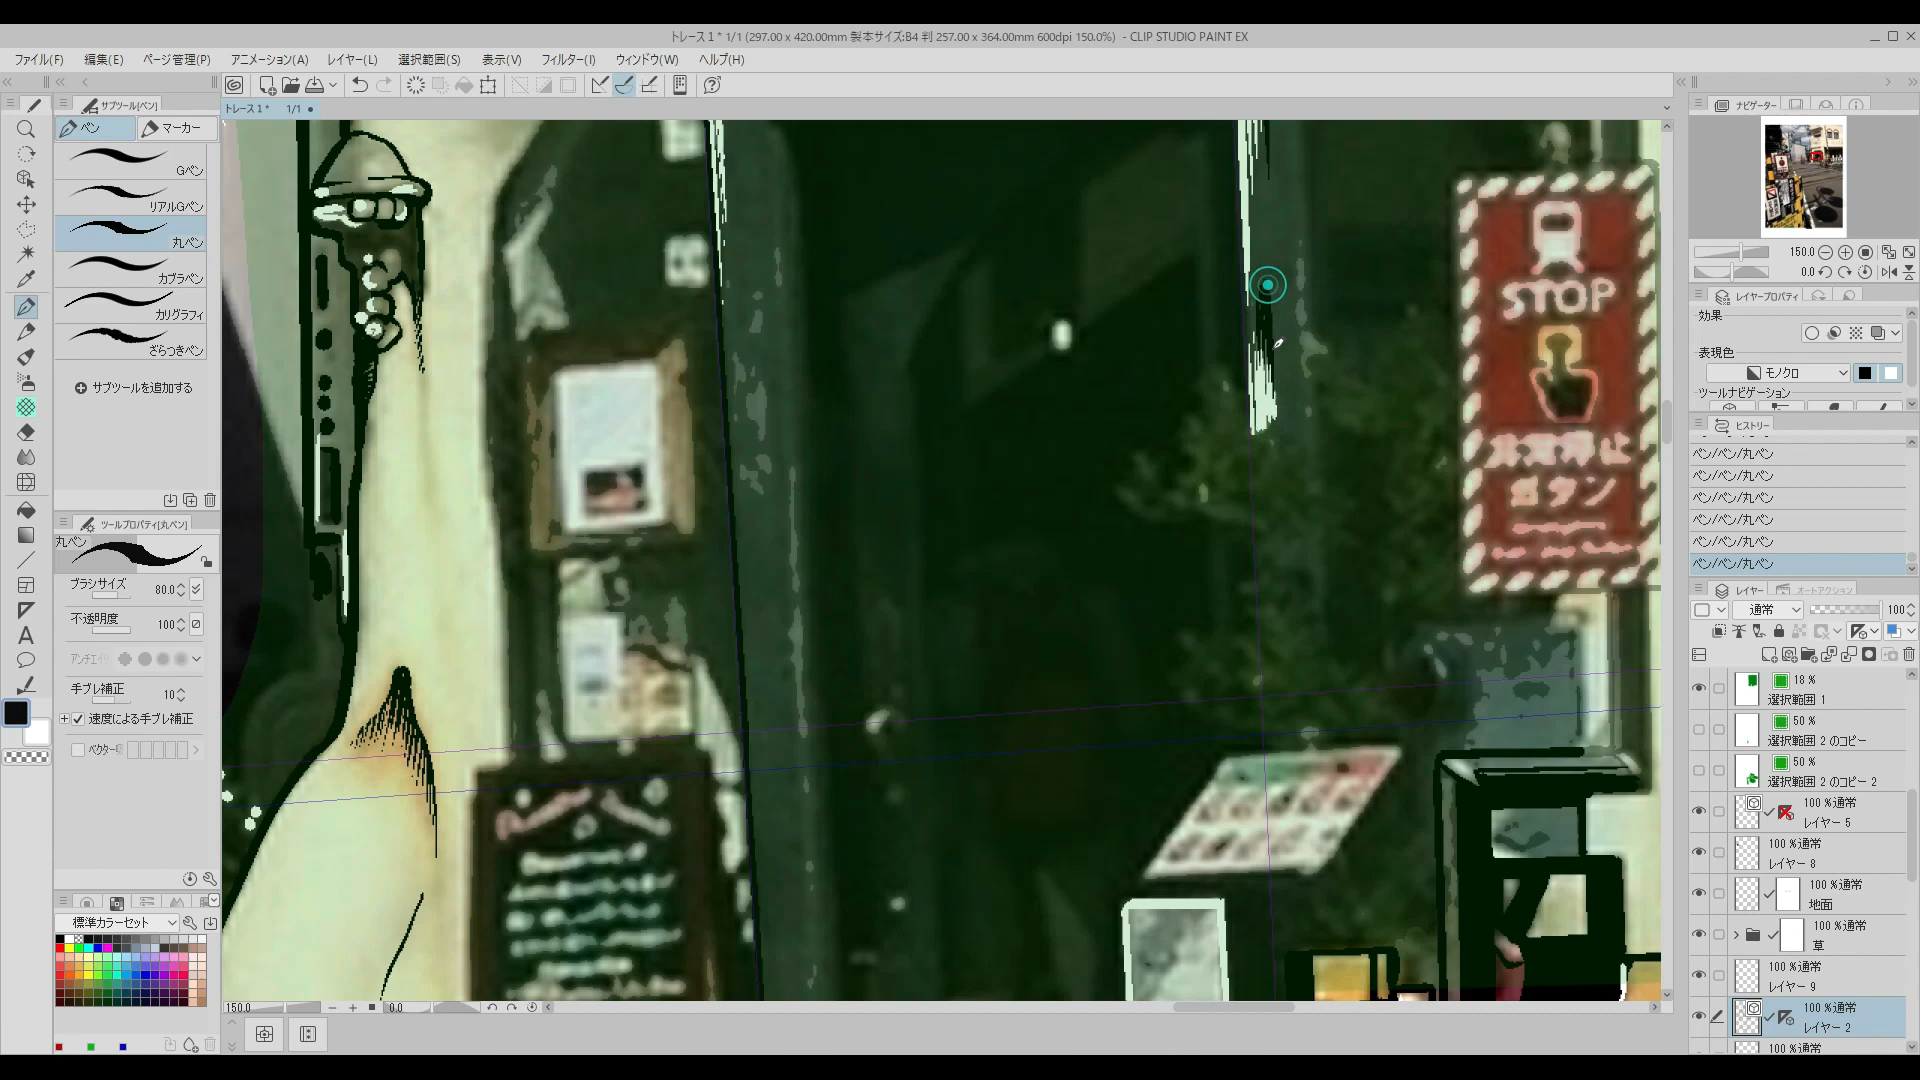 トレース1* 1/1 (297.00 x 420.00mm 製本サイズ:B4 判 257.00 x 364.00mm 600dpi 150.0%) - CLIP STUDIO PAINT EX
ファイル(F) 編集(E) ページ管理(P) アニメーション(A) レイヤー(L) 選択範囲(S) 表示(V) フィルター(I) ウィンドウ(W) ヘルプ(H)
サブツール[ペン]
ペン マーカー
Gペン
リアルGペン
丸ペン
カブラペン
カリグラフィ
ざらつきペン
サブツールを追加する
ツールプロパティ[丸ペン]
丸ペン
ブラシサイズ 80.0
不透明度 100
手ブレ補正 10
速度による手ブレ補正
標準カラーセット
トレース1* 1/1
STOP
ボタン
150.0 0.0
ナビゲーター
150.0
0.0
レイヤープロパティ
効果
表現色
モノクロ
ツールナビゲーション
ヒストリー
ペン/ペン/丸ペン
ペン/ペン/丸ペン
ペン/ペン/丸ペン
ペン/ペン/丸ペン
ペン/ペン/丸ペン
ペン/ペン/丸ペン
レイヤー オートアクション
通常 100
18 %
選択範囲 1
50 %
選択範囲 2 のコピー
50 %
選択範囲 2 のコピー 2
100 %通常
レイヤー 5
100 %通常
レイヤー 8
100 %通常
地面
100 %通常
草
100 %通常
レイヤー 9
100 %通常
レイヤー 2
100 %通常